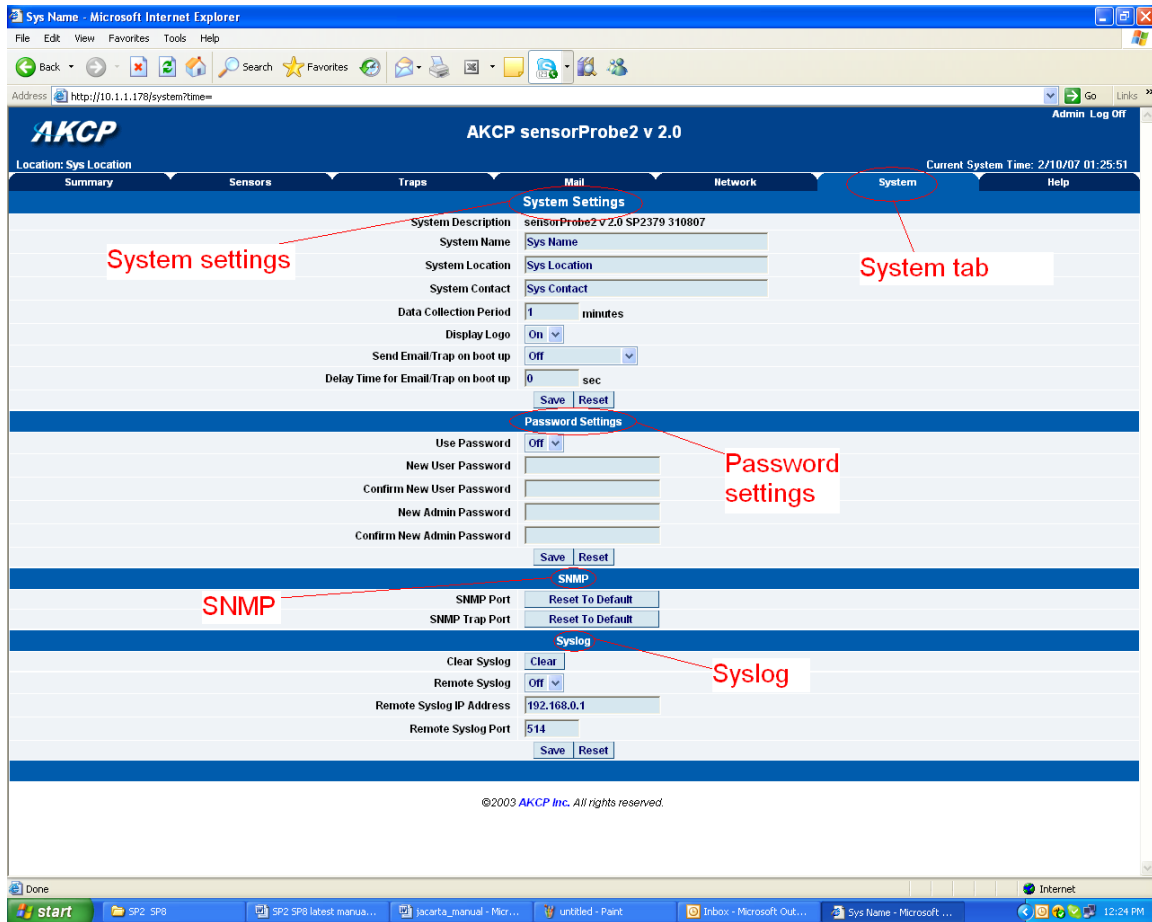 Sys Name - Microsoft Internet Explorer
File Edit View Favorites Tools Help
Back Search Favorites
Address http://10.1.1.178/system?time= Go Links »
Admin Log Off
AKCP AKCP sensorProbe2 v 2.0
Location: Sys Location Current System Time: 2/10/07 01:25:51
Summary Sensors Traps Mail Network System Help
System Settings
System Description sensorProbe2 v 2.0 SP2379 310807
System Name Sys Name
System settings
System Location Sys Location
System tab
System Contact Sys Contact
Data Collection Period 1 minutes
Display Logo On
Send Email/Trap on boot up Off
Delay Time for Email/Trap on boot up 0 sec
Save Reset
Password Settings
Use Password Off
New User Password
Password
settings
Confirm New User Password
New Admin Password
Confirm New Admin Password
Save Reset
SNMP
SNMP
SNMP Port Reset To Default
SNMP Trap Port Reset To Default
Syslog
Clear Syslog Clear
Syslog
Remote Syslog Off
Remote Syslog IP Address 192.168.0.1
Remote Syslog Port 514
Save Reset
©2003 AKCP Inc. All rights reserved.
Done Internet
start SP2 SP8 SP2 SP8 latest manua... jacarta_manual - Micr... untitled - Paint Inbox - Microsoft Out... Sys Name - Microsoft ... 12:24 PM